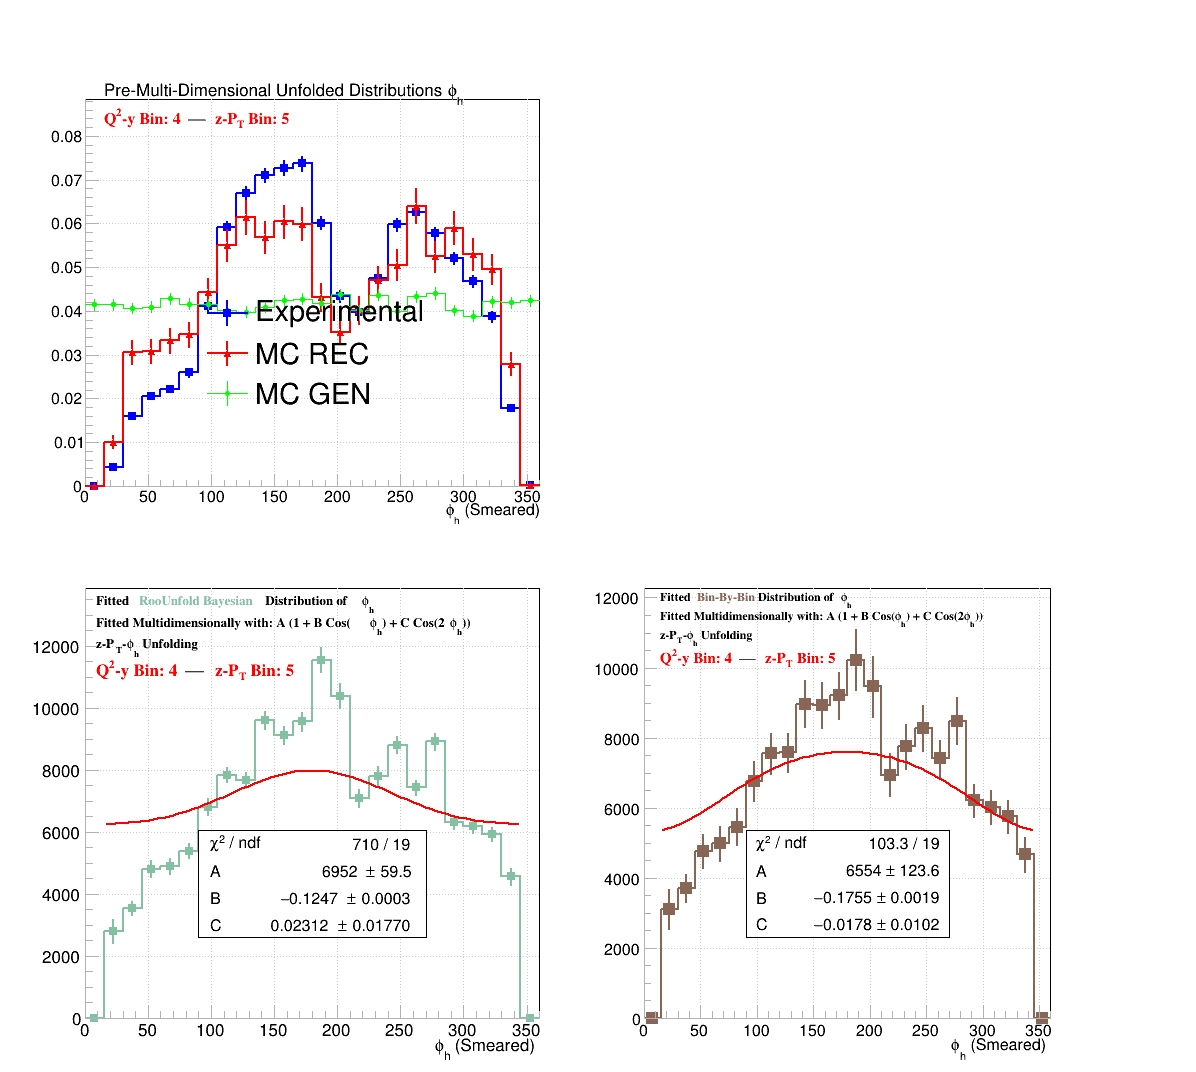 Pre-Multi-Dimensional Unfolded Distributions ϕh
Q²-y Bin: 4 — z-PT Bin: 5
0.08
0.07
0.06
0.05
0.04
0.03
0.02
0.01
0
Experimental
MC REC
MC GEN
0 50 100 150 200 250 300 350
ϕh (Smeared)
Fitted RooUnfold Bayesian Distribution of ϕh
Fitted Multidimensionally with: A (1 + B Cos( ϕh) + C Cos(2 ϕh))
z-PT-ϕh Unfolding
Q²-y Bin: 4 — z-PT Bin: 5
12000
10000
8000
6000
4000
2000
0
χ² / ndf 710 / 19
A 6952 ± 59.5
B −0.1247 ± 0.0003
C 0.02312 ± 0.01770
0 50 100 150 200 250 300 350
ϕh (Smeared)
Fitted Bin-By-Bin Distribution of ϕh
Fitted Multidimensionally with: A (1 + B Cos(ϕh) + C Cos(2ϕh))
z-PT-ϕh Unfolding
Q²-y Bin: 4 — z-PT Bin: 5
12000
10000
8000
6000
4000
2000
0
χ² / ndf 103.3 / 19
A 6554 ± 123.6
B −0.1755 ± 0.0019
C −0.0178 ± 0.0102
0 50 100 150 200 250 300 350
ϕh (Smeared)